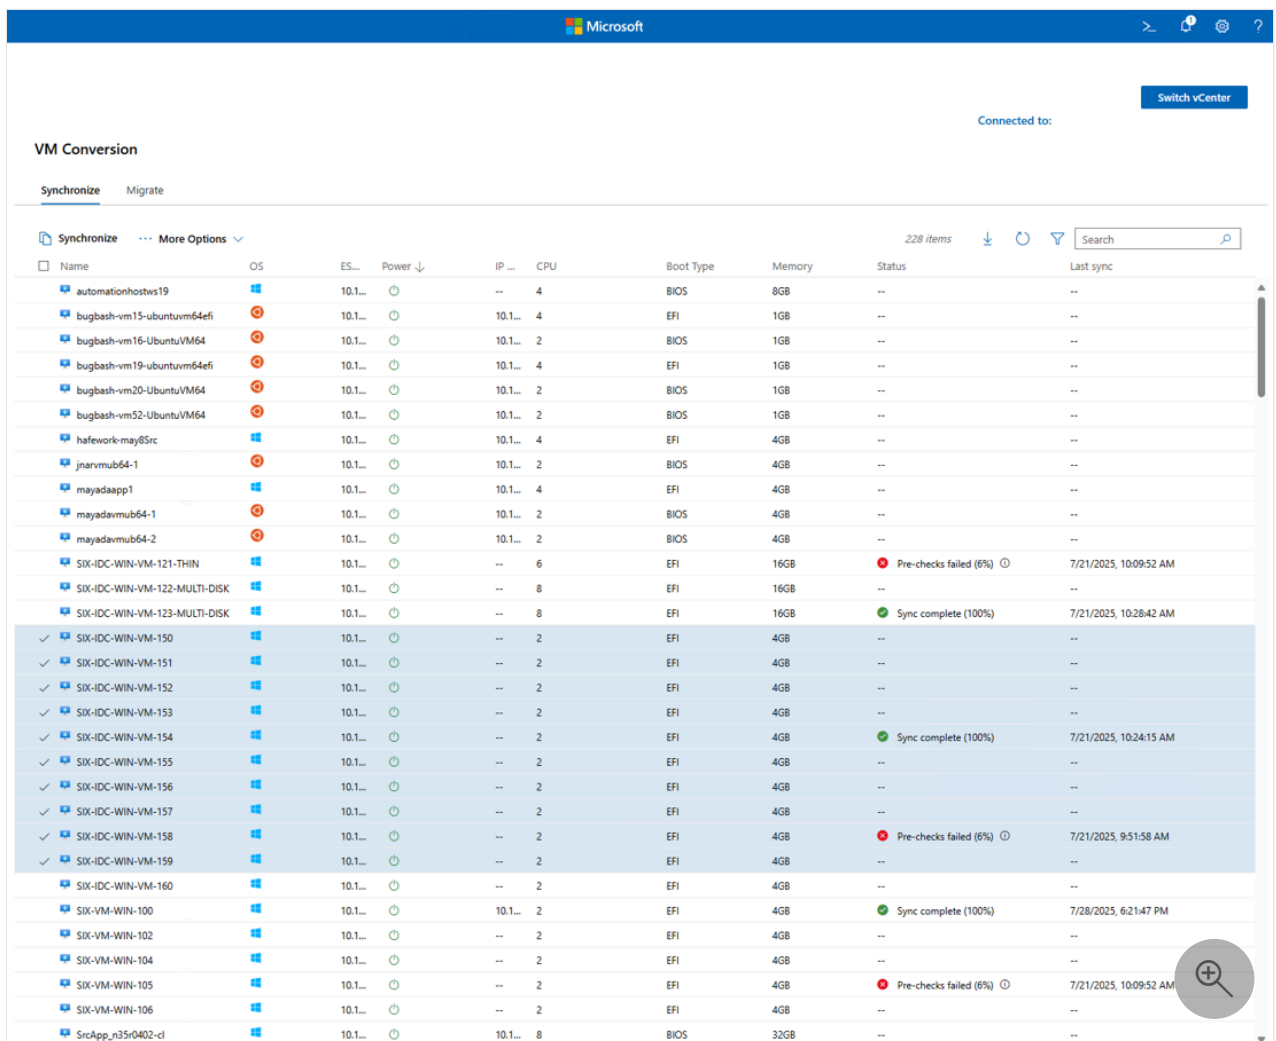 Microsoft
Switch vCenter
Connected to:
VM Conversion
Synchronize Migrate
Synchronize ··· More Options 228 items Search
Name OS ES... Power ↓ IP ... CPU Boot Type Memory Status Last sync
automationhostws19 10.1... -- 4 BIOS 8GB -- --
bugbash-vm15-ubuntuvm64efi 10.1... 10.1... 4 EFI 1GB -- --
bugbash-vm16-UbuntuVM64 10.1... 10.1... 2 BIOS 1GB -- --
bugbash-vm19-ubuntuvm64efi 10.1... 10.1... 4 EFI 1GB -- --
bugbash-vm20-UbuntuVM64 10.1... 10.1... 2 BIOS 1GB -- --
bugbash-vm52-UbuntuVM64 10.1... 10.1... 2 BIOS 1GB -- --
hafework-may8Src 10.1... 10.1... 4 EFI 4GB -- --
jnarvmub64-1 10.1... 10.1... 2 BIOS 4GB -- --
mayadaapp1 10.1... 10.1... 4 EFI 4GB -- --
mayadavmub64-1 10.1... 10.1... 2 BIOS 4GB -- --
mayadavmub64-2 10.1... 10.1... 2 BIOS 4GB -- --
SIX-IDC-WIN-VM-121-THIN 10.1... -- 6 EFI 16GB Pre-checks failed (6%) 7/21/2025, 10:09:52 AM
SIX-IDC-WIN-VM-122-MULTI-DISK 10.1... -- 8 EFI 16GB -- --
SIX-IDC-WIN-VM-123-MULTI-DISK 10.1... -- 8 EFI 16GB Sync complete (100%) 7/21/2025, 10:28:42 AM
SIX-IDC-WIN-VM-150 10.1... -- 2 EFI 4GB -- --
SIX-IDC-WIN-VM-151 10.1... -- 2 EFI 4GB -- --
SIX-IDC-WIN-VM-152 10.1... -- 2 EFI 4GB -- --
SIX-IDC-WIN-VM-153 10.1... -- 2 EFI 4GB -- --
SIX-IDC-WIN-VM-154 10.1... -- 2 EFI 4GB Sync complete (100%) 7/21/2025, 10:24:15 AM
SIX-IDC-WIN-VM-155 10.1... -- 2 EFI 4GB -- --
SIX-IDC-WIN-VM-156 10.1... -- 2 EFI 4GB -- --
SIX-IDC-WIN-VM-157 10.1... -- 2 EFI 4GB -- --
SIX-IDC-WIN-VM-158 10.1... -- 2 EFI 4GB Pre-checks failed (6%) 7/21/2025, 9:51:58 AM
SIX-IDC-WIN-VM-159 10.1... -- 2 EFI 4GB -- --
SIX-IDC-WIN-VM-160 10.1... -- 2 EFI 4GB -- --
SIX-VM-WIN-100 10.1... 10.1... 2 EFI 4GB Sync complete (100%) 7/28/2025, 6:21:47 PM
SIX-VM-WIN-102 10.1... -- 2 EFI 4GB -- --
SIX-VM-WIN-104 10.1... -- 2 EFI 4GB -- --
SIX-VM-WIN-105 10.1... -- 2 EFI 4GB Pre-checks failed (6%) 7/21/2025, 10:09:52 AM
SIX-VM-WIN-106 10.1... -- 2 EFI 4GB -- --
SrcApp_n35r0402-cl 10.1... 10.1... 8 BIOS 32GB -- --